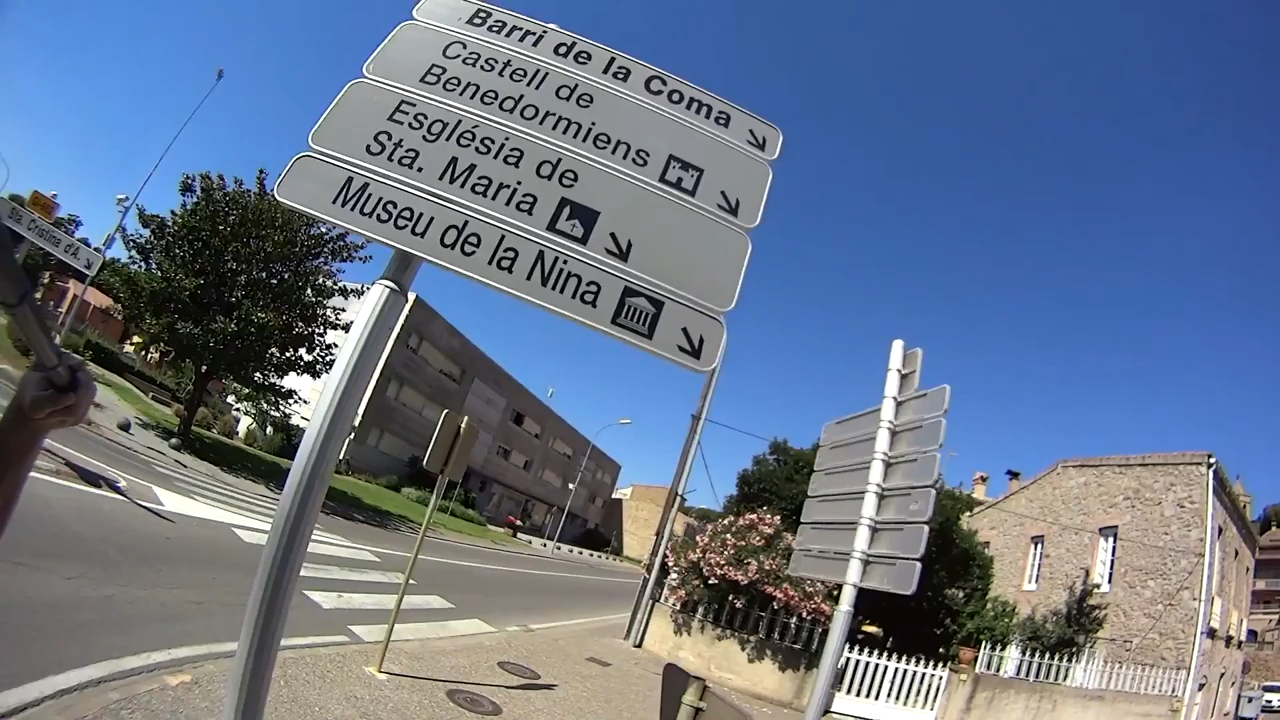 Barri de la Coma
Castell de
Benedormiens
Església de
Sta. Maria
Museu de la Nina
Sta. Cristina d'A.